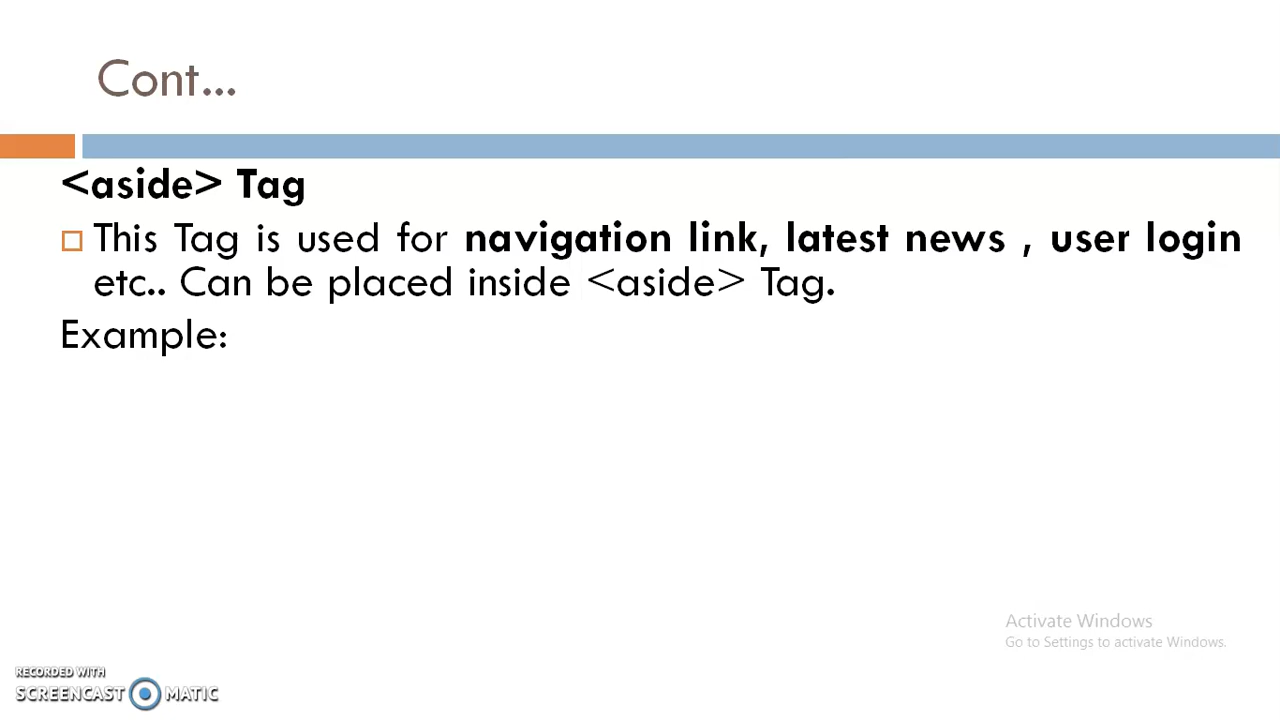 Cont...
<aside> Tag
This Tag is used for navigation link, latest news , user login
etc.. Can be placed inside <aside> Tag.
Example:
Activate Windows
Go to Settings to activate Windows.
RECORDED WITH
SCREENCAST MATIC